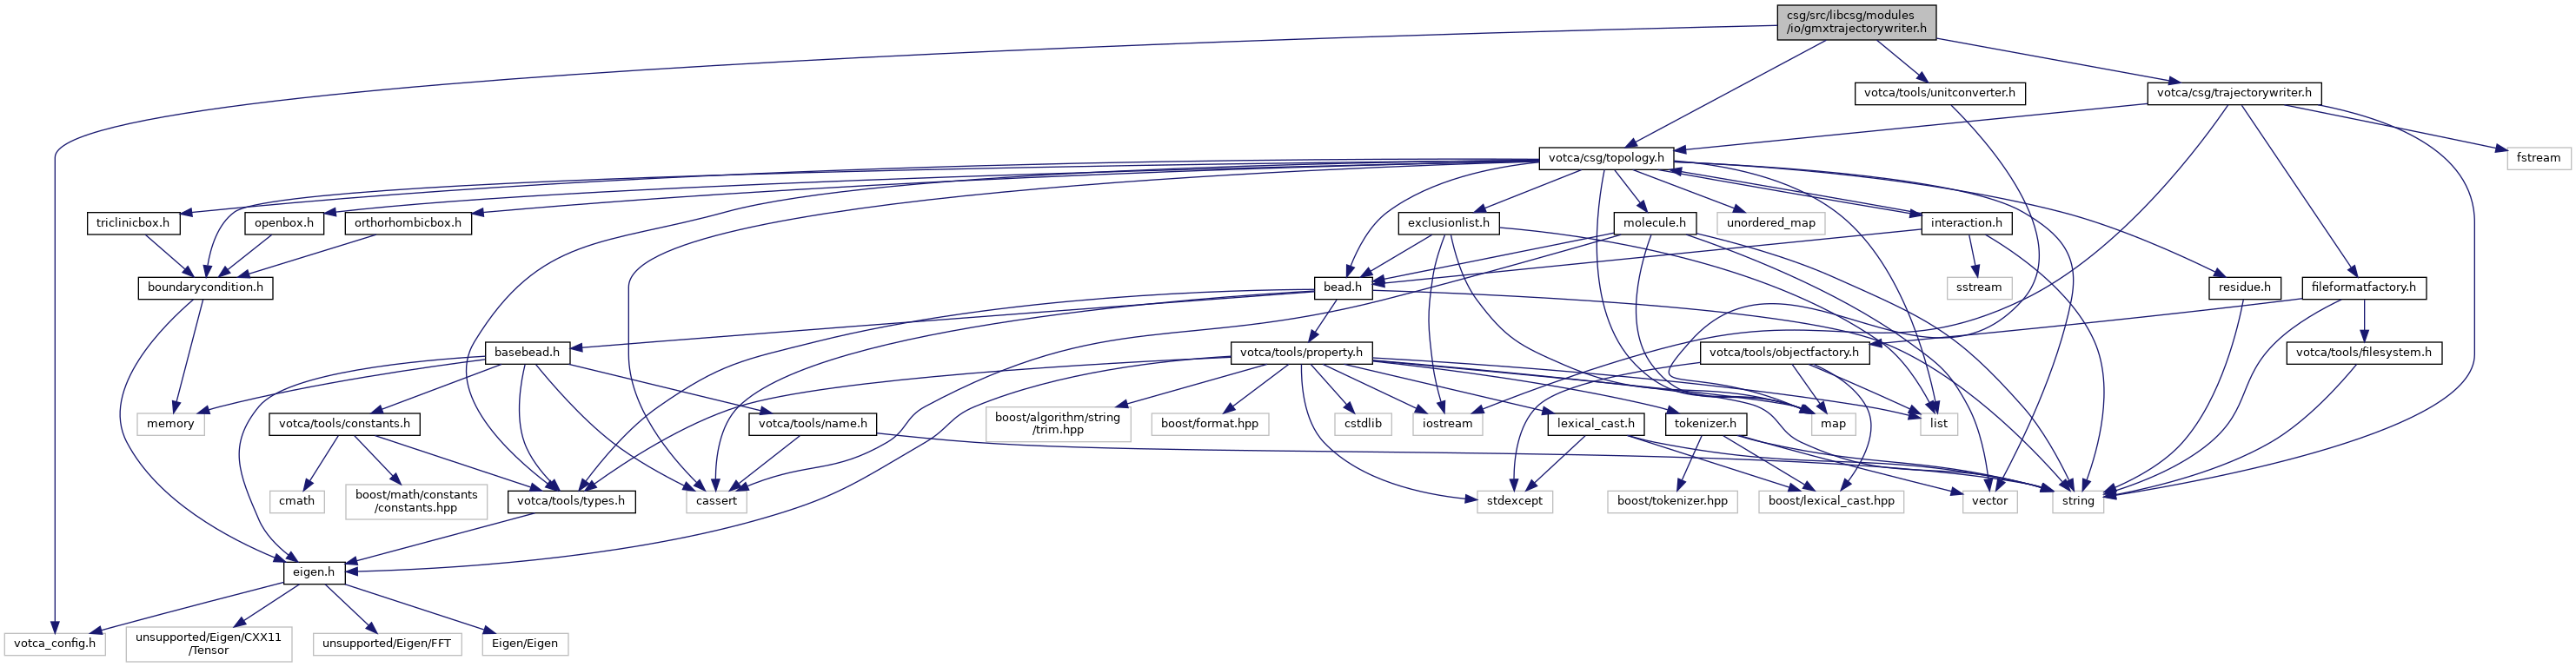 csg/src/libcsg/modules
/io/gmxtrajectorywriter.h
votca/tools/unitconverter.h
votca/csg/trajectorywriter.h
votca/csg/topology.h
fstream
triclinicbox.h
openbox.h
orthorhombicbox.h
exclusionlist.h
molecule.h
unordered_map
interaction.h
boundarycondition.h
bead.h
sstream
residue.h
fileformatfactory.h
basebead.h
votca/tools/property.h
votca/tools/objectfactory.h
votca/tools/filesystem.h
memory
votca/tools/constants.h
votca/tools/name.h
boost/algorithm/string
/trim.hpp
boost/format.hpp
cstdlib
iostream
lexical_cast.h
tokenizer.h
map
list
cmath
boost/math/constants
/constants.hpp
votca/tools/types.h
cassert
stdexcept
boost/tokenizer.hpp
boost/lexical_cast.hpp
vector
string
eigen.h
votca_config.h
unsupported/Eigen/CXX11
/Tensor
unsupported/Eigen/FFT
Eigen/Eigen